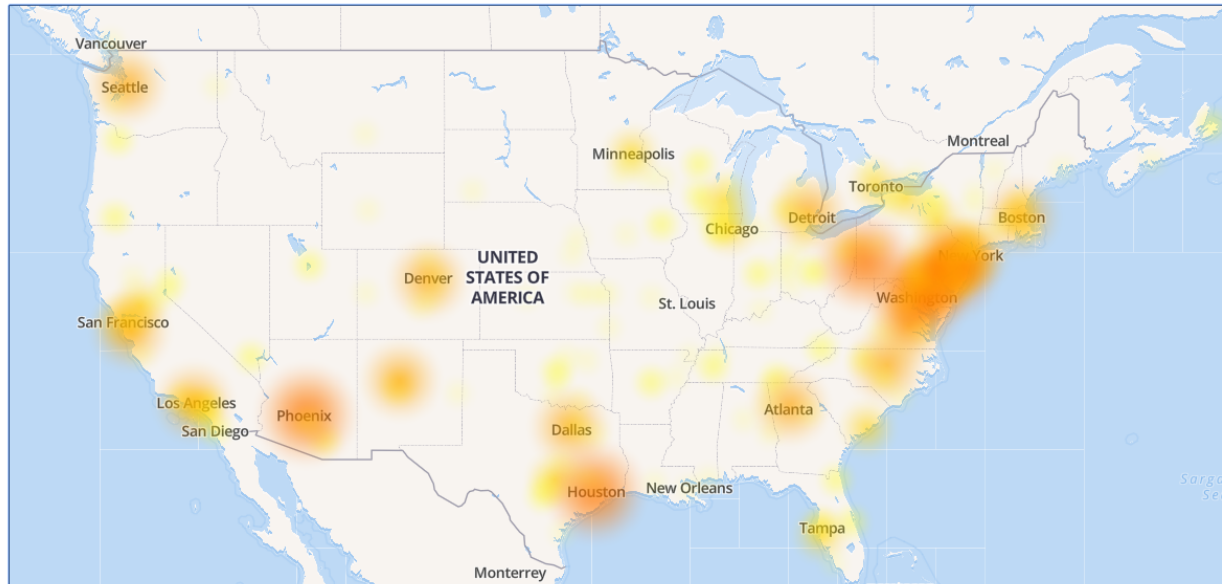 Vancouver
Seattle
Montreal
Minneapolis
Toronto
Boston
Detroit
Chicago
New York
UNITED
STATES OF
AMERICA
Denver
Washington
St. Louis
San Francisco
Los Angeles
Phoenix
Atlanta
San Diego
Dallas
Houston
New Orleans
Tampa
Monterrey